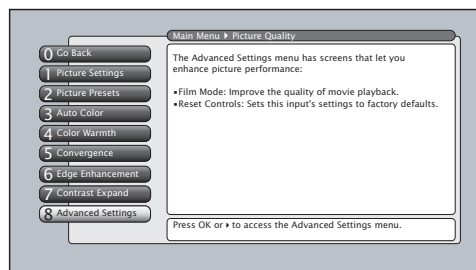 Main Menu ▸ Picture Quality
0 Go Back
1 Picture Settings
2 Picture Presets
3 Auto Color
4 Color Warmth
5 Convergence
6 Edge Enhancement
7 Contrast Expand
8 Advanced Settings
The Advanced Settings menu has screens that let you
enhance picture performance:
▪Film Mode: Improve the quality of movie playback.
▪Reset Controls: Sets this input's settings to factory defaults.
Press OK or ▸ to access the Advanced Settings menu.